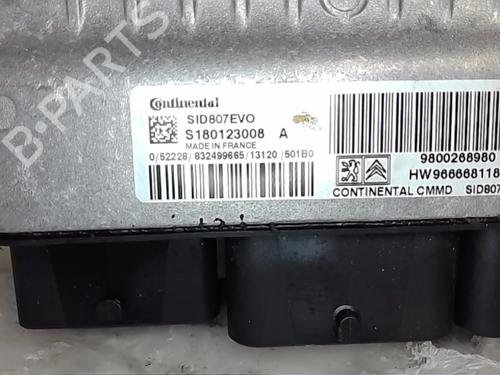 B-PARTS
Continental
SID807EVO
S180123008 A
MADE IN FRANCE
0/52228/832499665/13120/501B0
9800268980
HW966668118
CONTINENTAL CMMD SID807